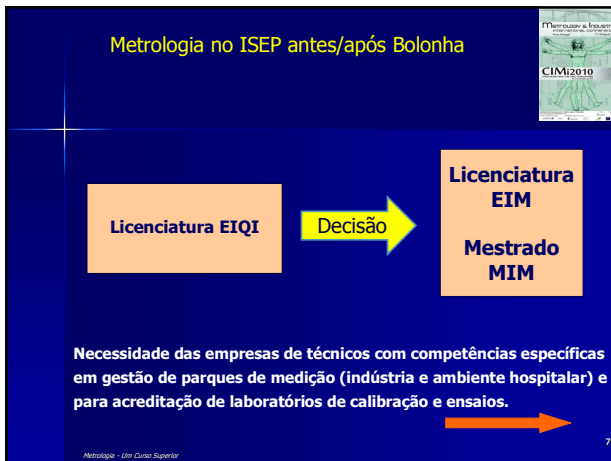 Metrologia no ISEP antes/após Bolonha
CIMi2010
Licenciatura EIQI
Decisão
Licenciatura
EIM
Mestrado
MIM
Necessidade das empresas de técnicos com competências específicas
em gestão de parques de medição (indústria e ambiente hospitalar) e
para acreditação de laboratórios de calibração e ensaios.
7
Metrologia - Um Curso Superior